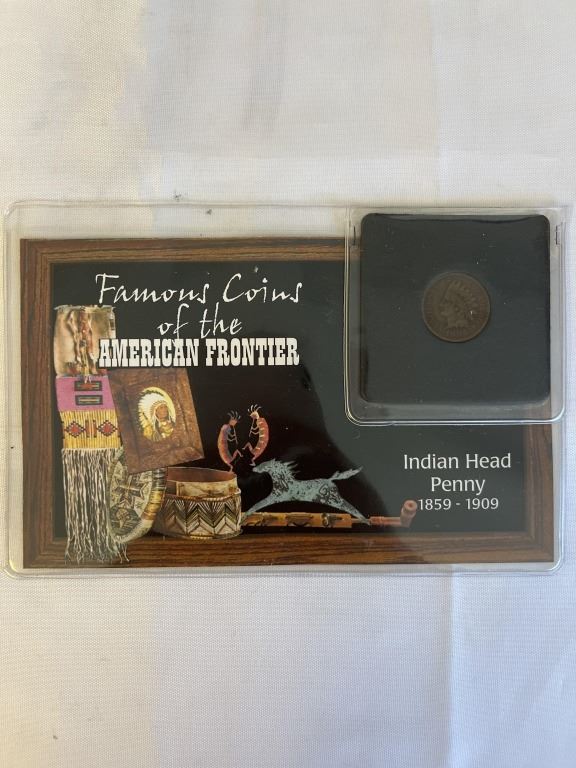 Famous Coins
of the
AMERICAN FRONTIER
Indian Head
Penny
1859 - 1909